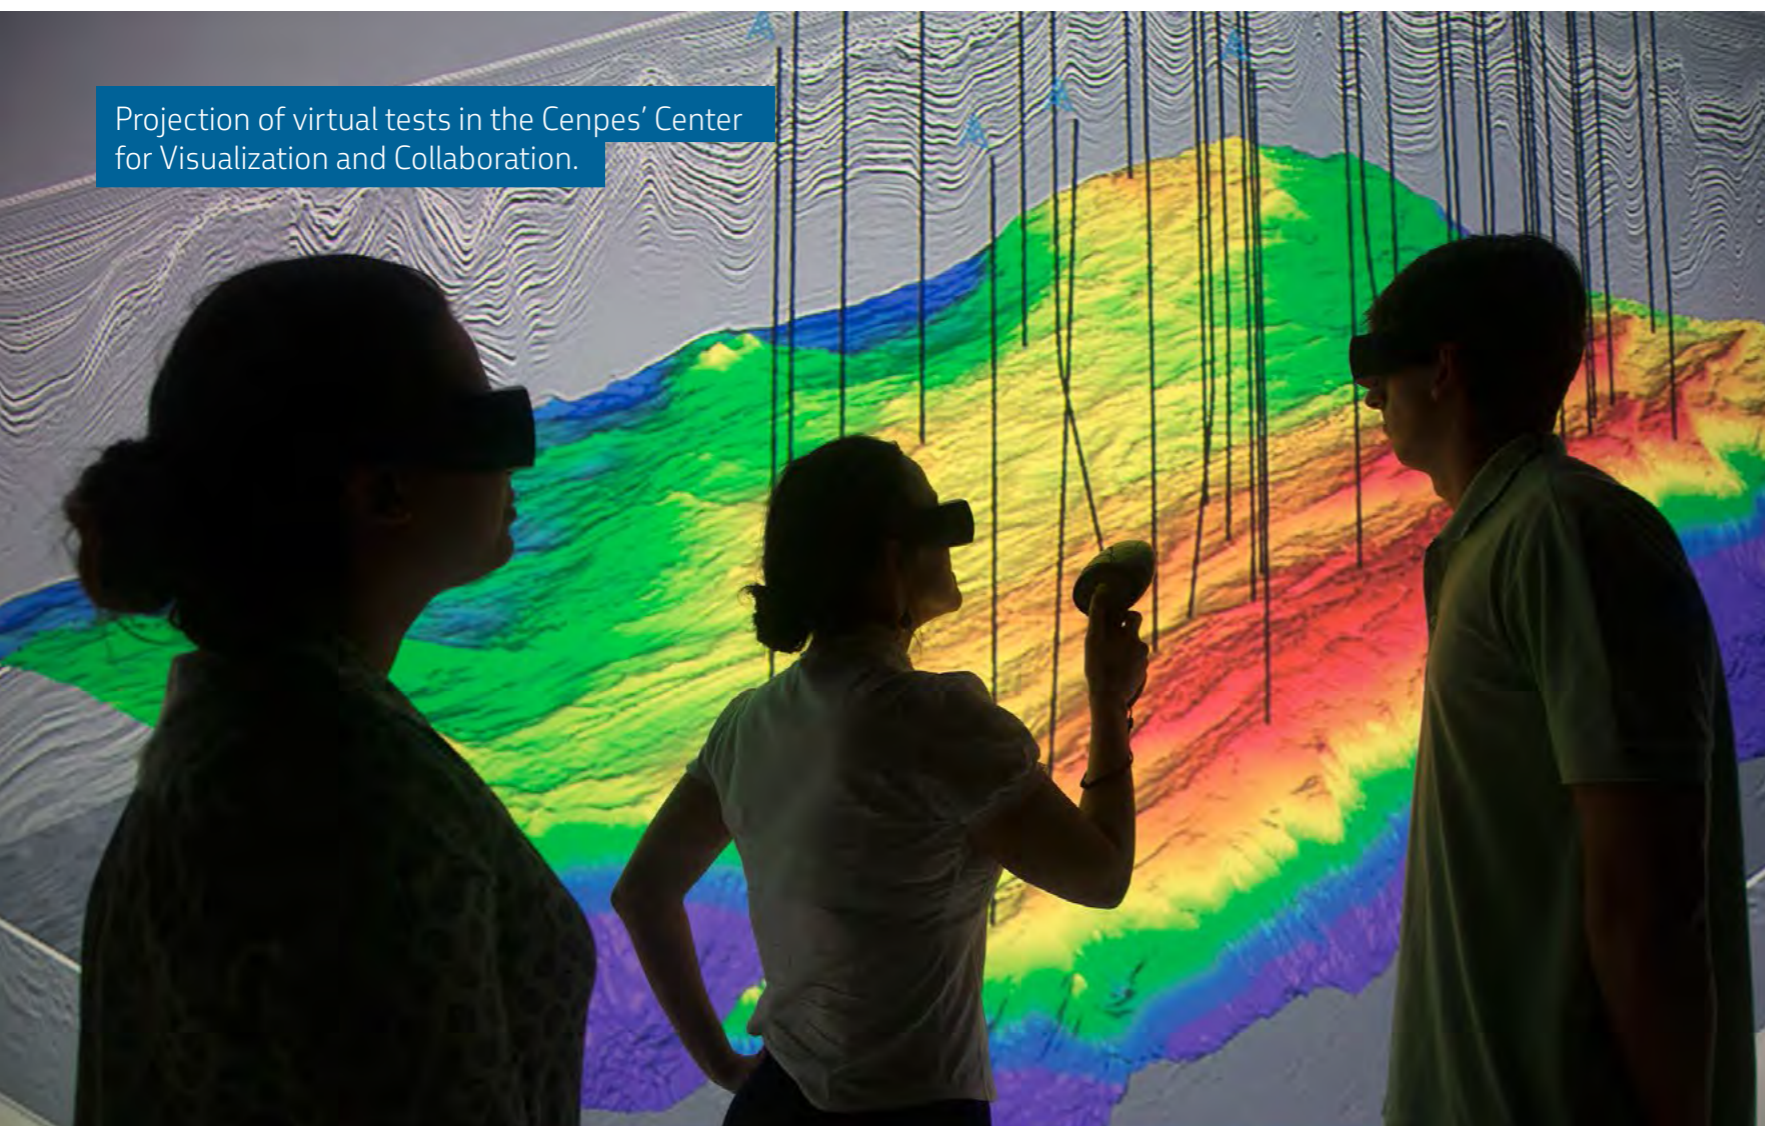 Projection of virtual tests in the Cenpes’ Center
for Visualization and Collaboration.